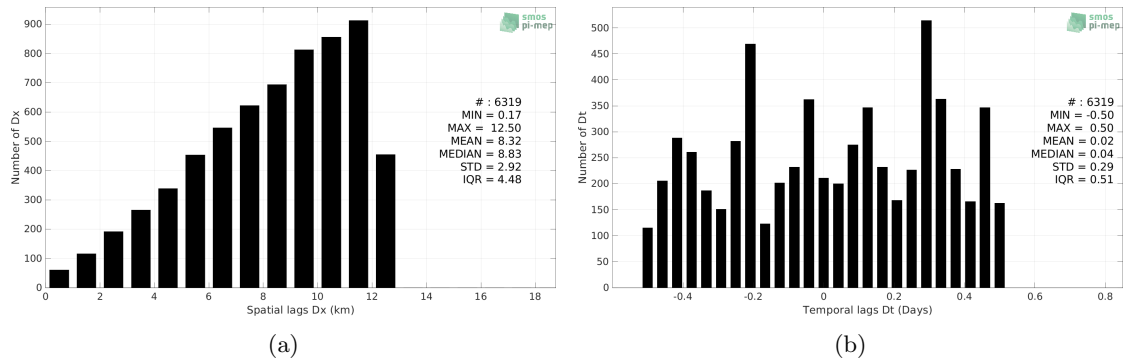 900
800
700
600
500
400
300
200
100
0
Number of Dx
0 2 4 6 8 10 12 14 16 18
Spatial lags Dx (km)
smos
pi-mep
# : 6319
MIN = 0.17
MAX = 12.50
MEAN = 8.32
MEDIAN = 8.83
STD = 2.92
IQR = 4.48
(a)
500
450
400
350
300
250
200
150
100
50
0
Number of Dt
-0.4 -0.2 0 0.2 0.4 0.6 0.8
Temporal lags Dt (Days)
smos
pi-mep
# : 6319
MIN = -0.50
MAX = 0.50
MEAN = 0.02
MEDIAN = 0.04
STD = 0.29
IQR = 0.51
(b)